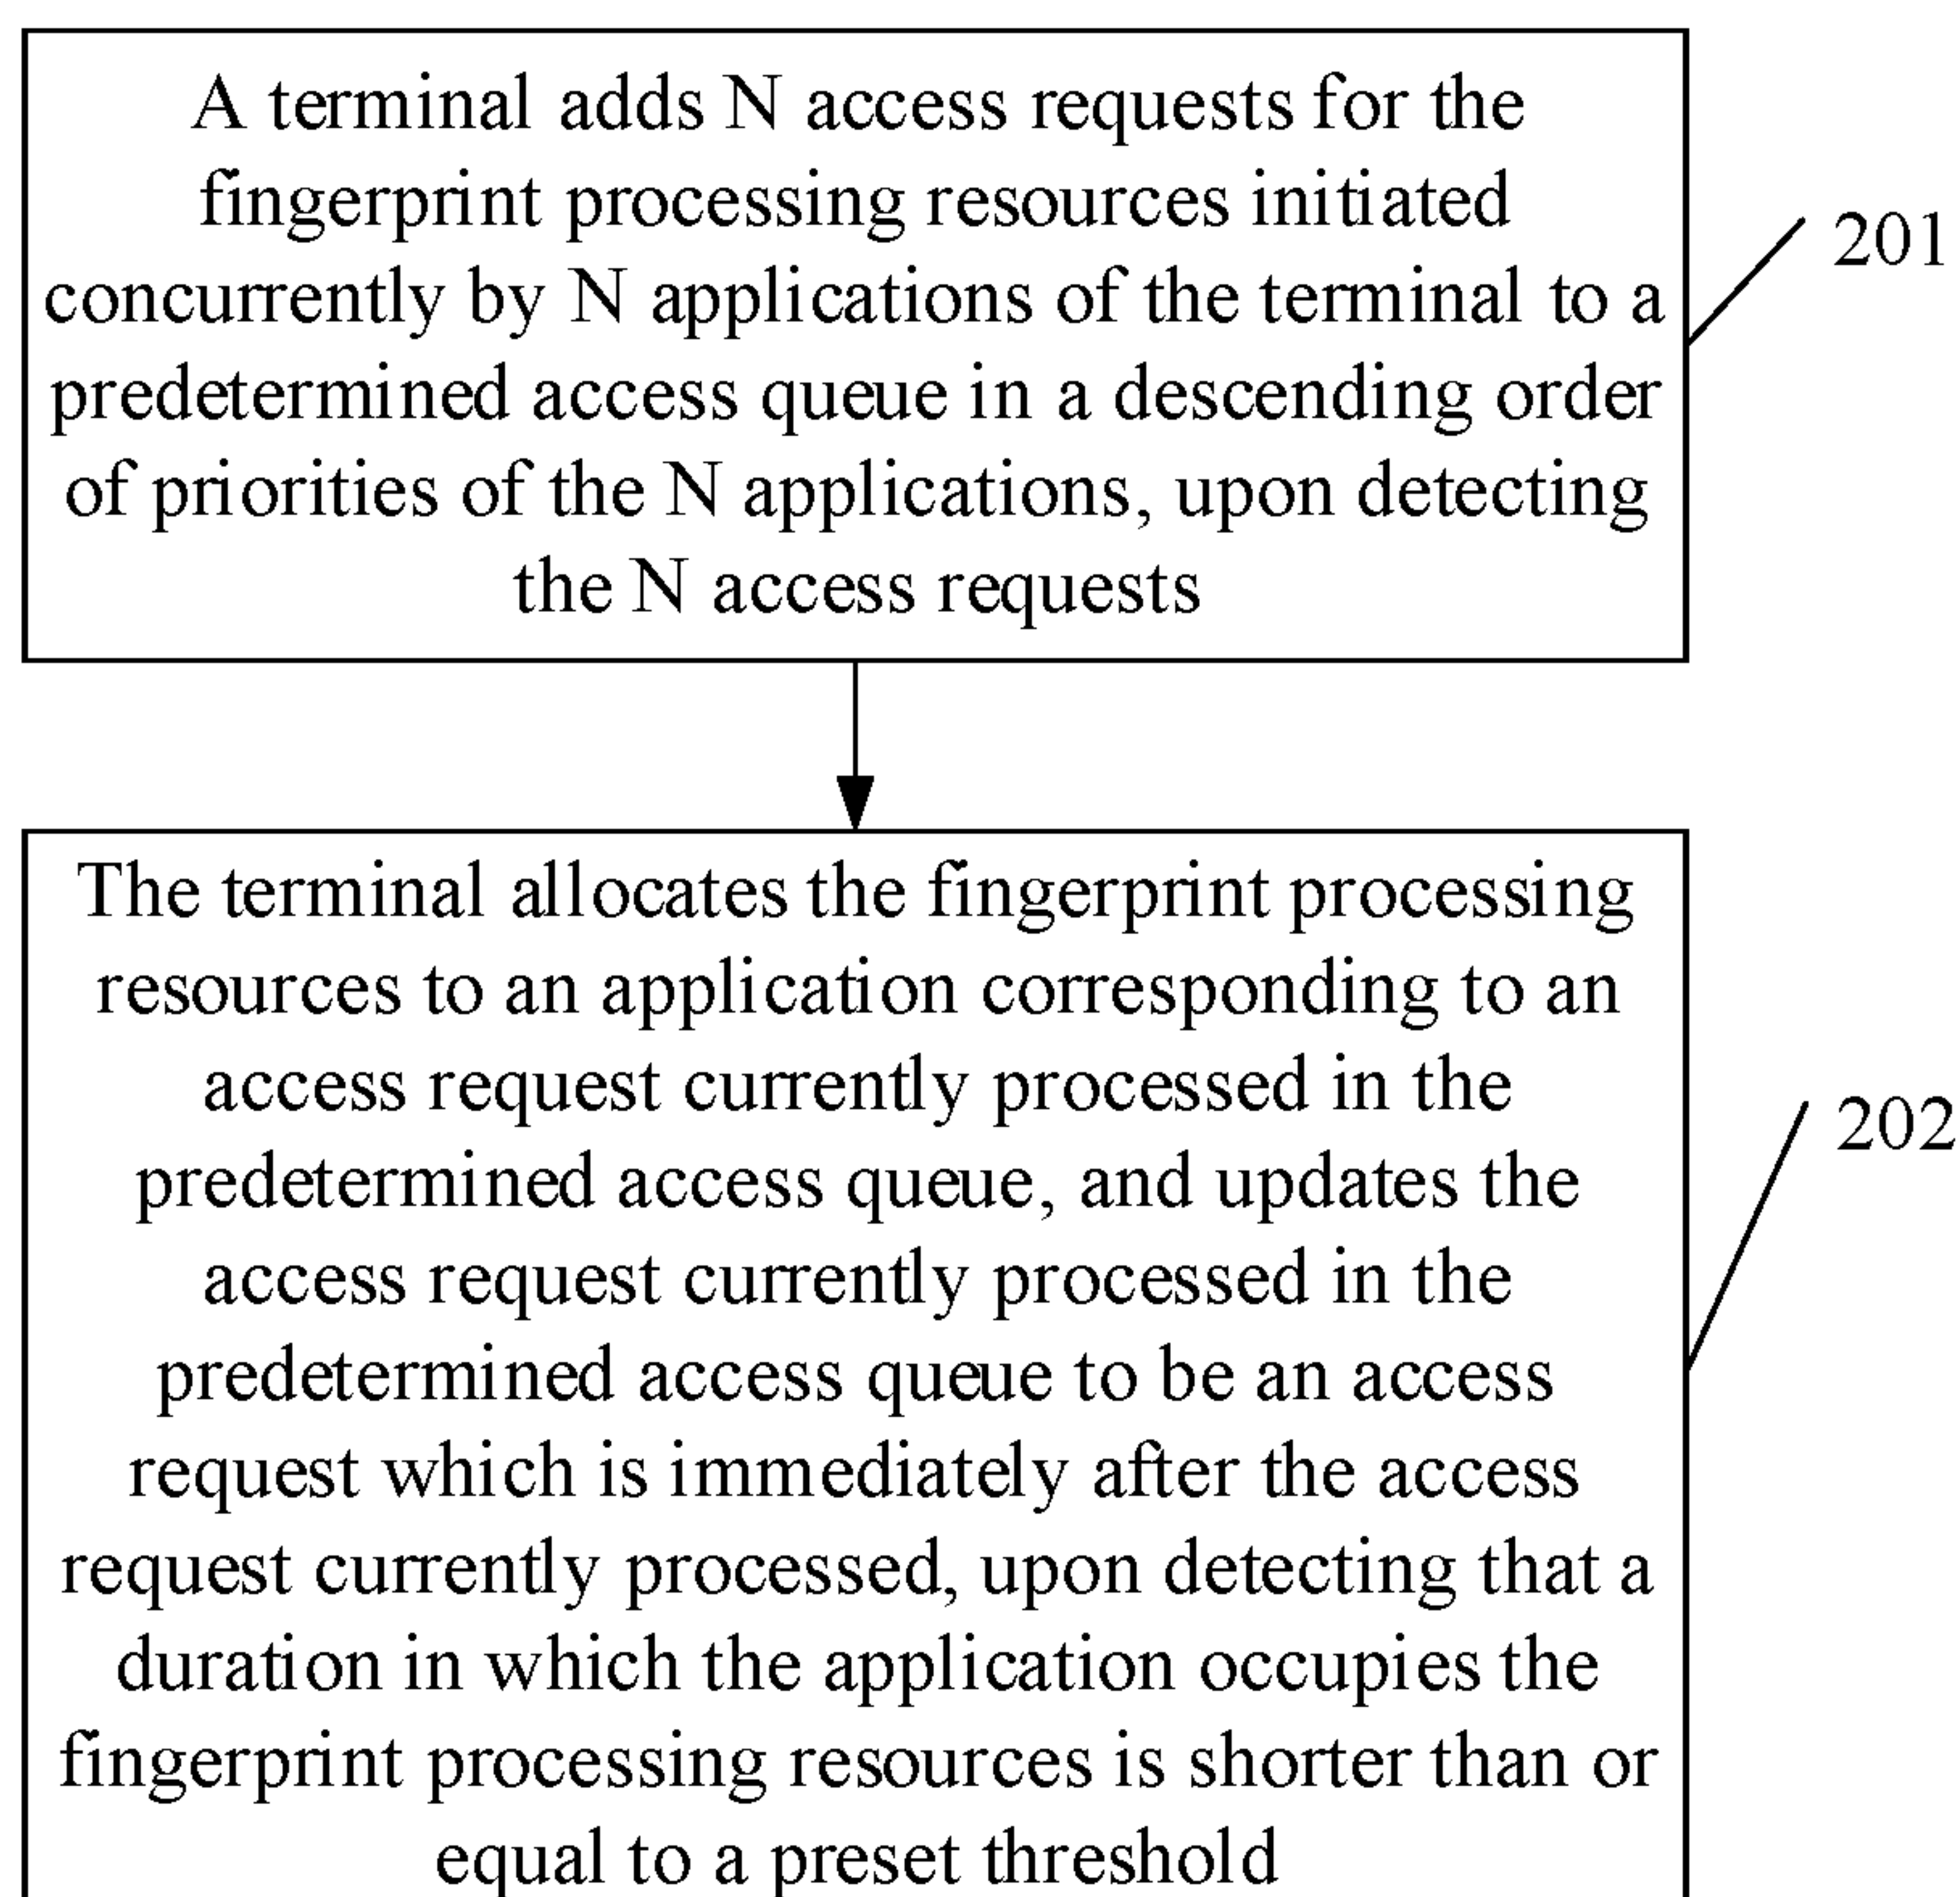 A terminal adds N access requests for the
fingerprint processing resources initiated
concurrently by N applications of the terminal to a
predetermined access queue in a descending order
of priorities of the N applications, upon detecting
the N access requests
201
The terminal allocates the fingerprint processing
resources to an application corresponding to an
access request currently processed in the
predetermined access queue, and updates the
access request currently processed in the
predetermined access queue to be an access
request which is immediately after the access
request currently processed, upon detecting that a
duration in which the application occupies the
fingerprint processing resources is shorter than or
equal to a preset threshold
202